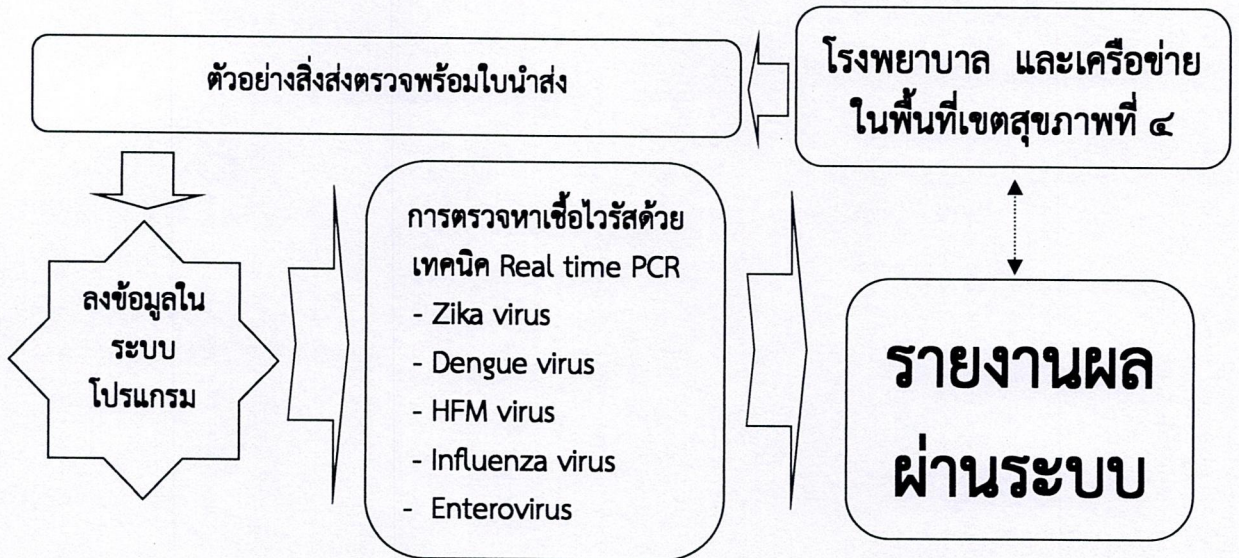 ตัวอย่างสิ่งส่งตรวจพร้อมใบนำส่ง
โรงพยาบาล และเครือข่าย
ในพื้นที่เขตสุขภาพที่ ๔
ลงข้อมูลใน
ระบบ
โปรแกรม
การตรวจหาเชื้อไวรัสด้วย
เทคนิค Real time PCR
- Zika virus
- Dengue virus
- HFM virus
- Influenza virus
- Enterovirus
รายงานผล
ผ่านระบบ